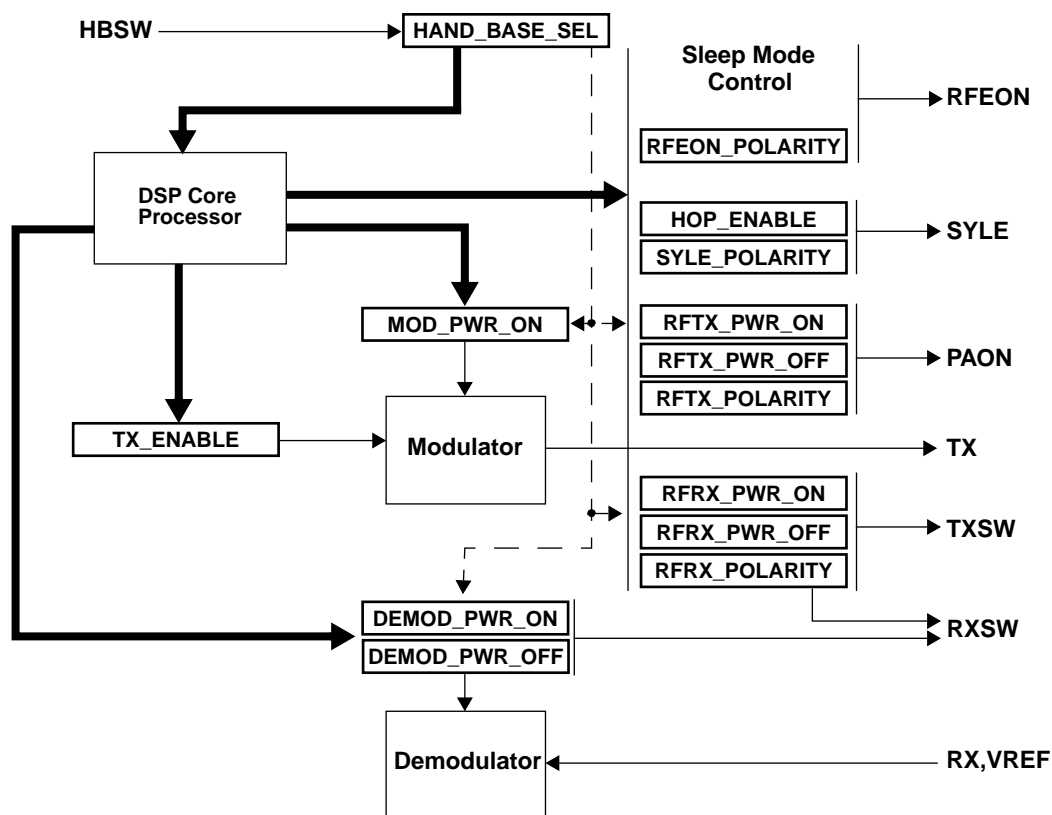 HBSW
HAND_BASE_SEL
Sleep Mode
Control
RFEON
RFEON_POLARITY
DSP Core
Processor
HOP_ENABLE
SYLE_POLARITY
SYLE
MOD_PWR_ON
RFTX_PWR_ON
RFTX_PWR_OFF
RFTX_POLARITY
PAON
TX_ENABLE
Modulator
TX
RFRX_PWR_ON
RFRX_PWR_OFF
RFRX_POLARITY
TXSW
DEMOD_PWR_ON
DEMOD_PWR_OFF
RXSW
Demodulator
RX,VREF